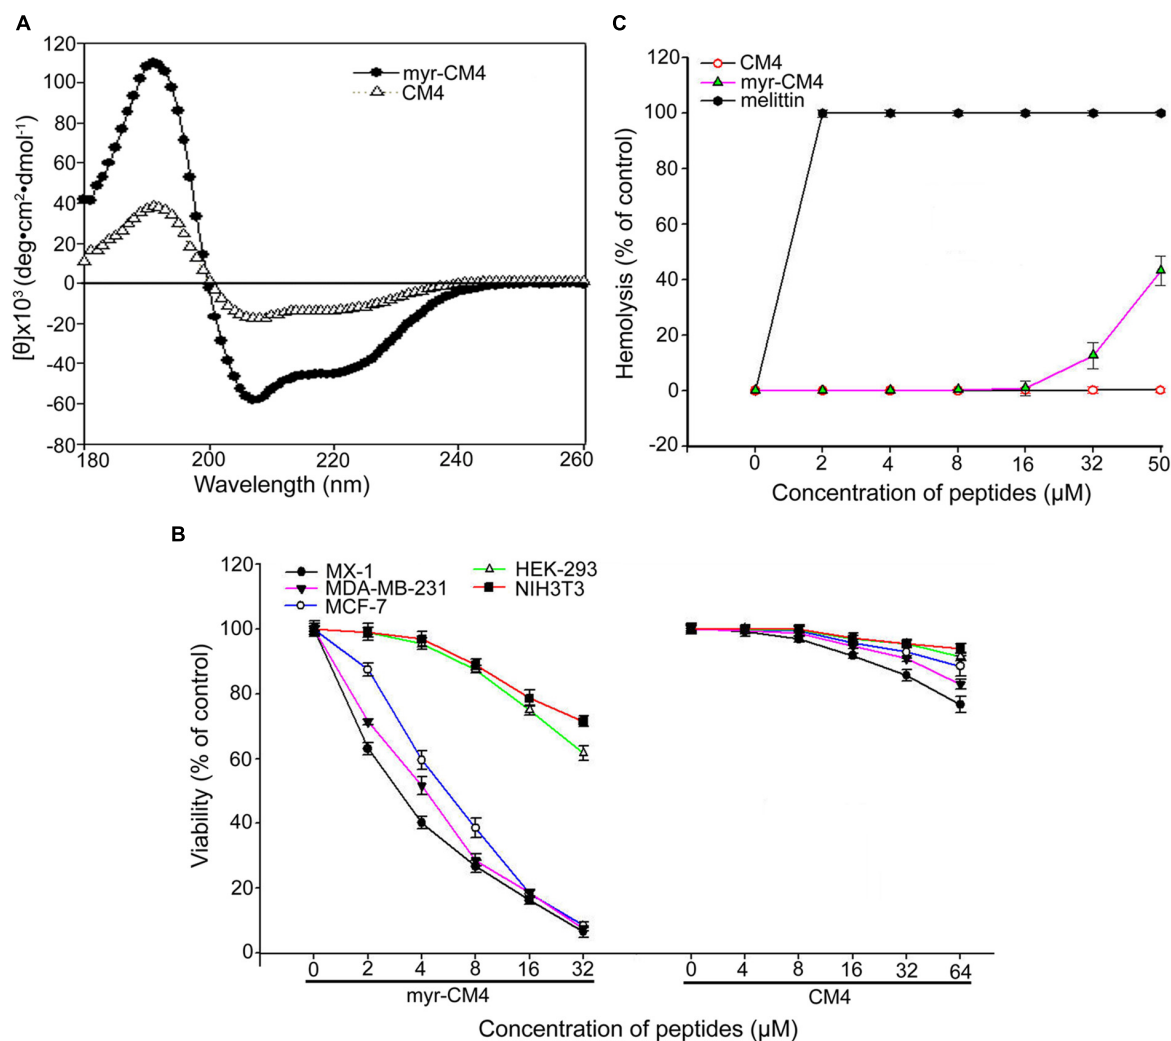 A
120
100
80
60
40
20
0
-20
-40
-60
-80
[θ]x10³ (deg•cm²•dmol⁻¹)
myr-CM4
CM4
180 200 220 240 260
Wavelength (nm)
C
120
100
80
60
40
20
0
-20
Hemolysis (% of control)
CM4
myr-CM4
melittin
0 2 4 8 16 32 50
Concentration of peptides (μM)
B
120
100
80
60
40
20
0
Viability (% of control)
MX-1
MDA-MB-231
MCF-7
HEK-293
NIH3T3
0 2 4 8 16 32
myr-CM4
0 4 8 16 32 64
CM4
Concentration of peptides (μM)